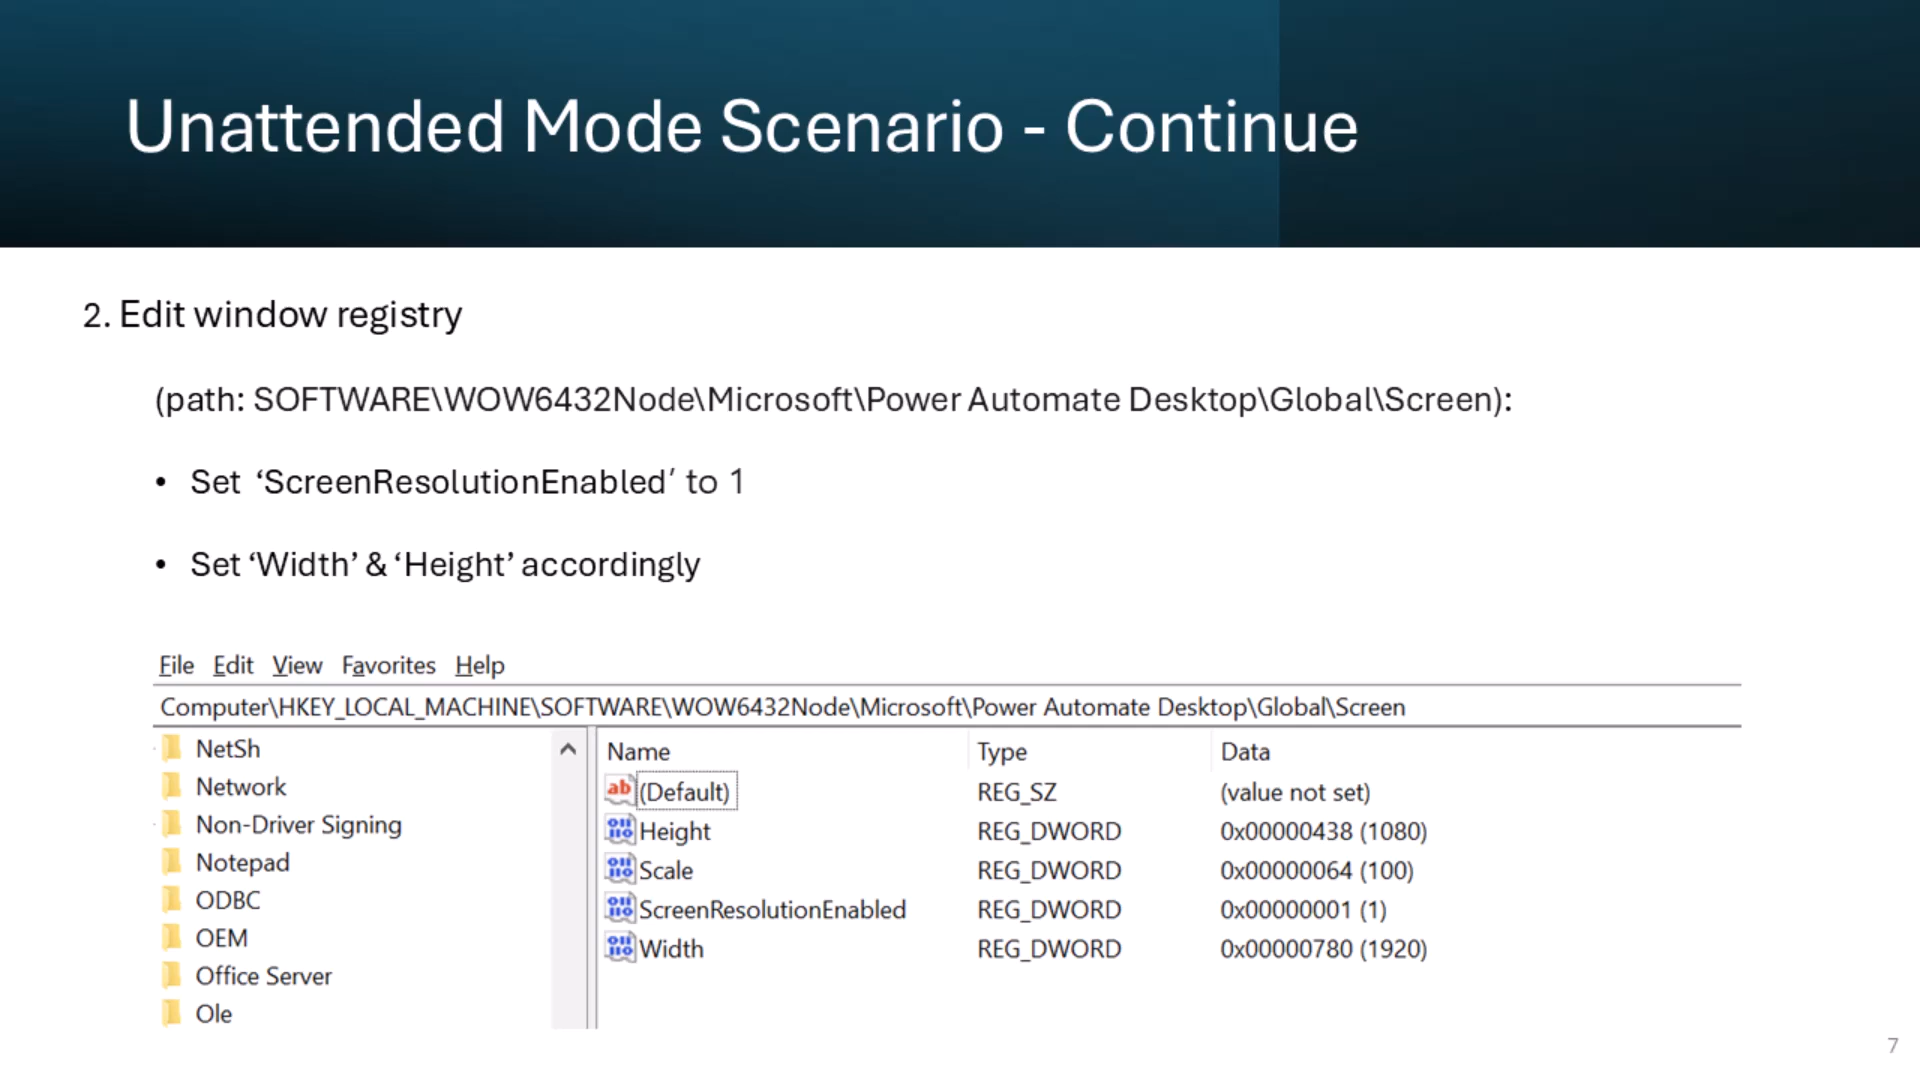 Unattended Mode Scenario - Continue
2. Edit window registry
(path: SOFTWARE\WOW6432Node\Microsoft\Power Automate Desktop\Global\Screen):
• Set ‘ScreenResolutionEnabled’ to 1
• Set ‘Width’ & ‘Height’ accordingly
File Edit View Favorites Help
Computer\HKEY_LOCAL_MACHINE\SOFTWARE\WOW6432Node\Microsoft\Power Automate Desktop\Global\Screen
NetSh
Network
Non-Driver Signing
Notepad
ODBC
OEM
Office Server
Ole
Name Type Data
(Default) REG_SZ (value not set)
Height REG_DWORD 0x00000438 (1080)
Scale REG_DWORD 0x00000064 (100)
ScreenResolutionEnabled REG_DWORD 0x00000001 (1)
Width REG_DWORD 0x00000780 (1920)
7